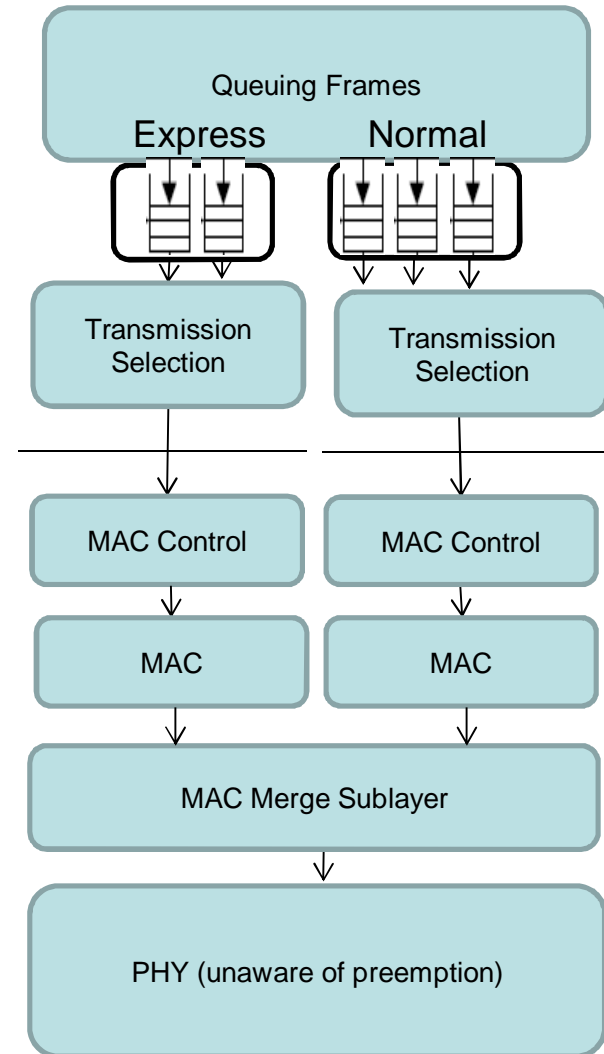 Queuing Frames
Express
Normal
Transmission
Selection
Transmission
Selection
MAC Control
MAC Control
MAC
MAC
MAC Merge Sublayer
PHY (unaware of preemption)